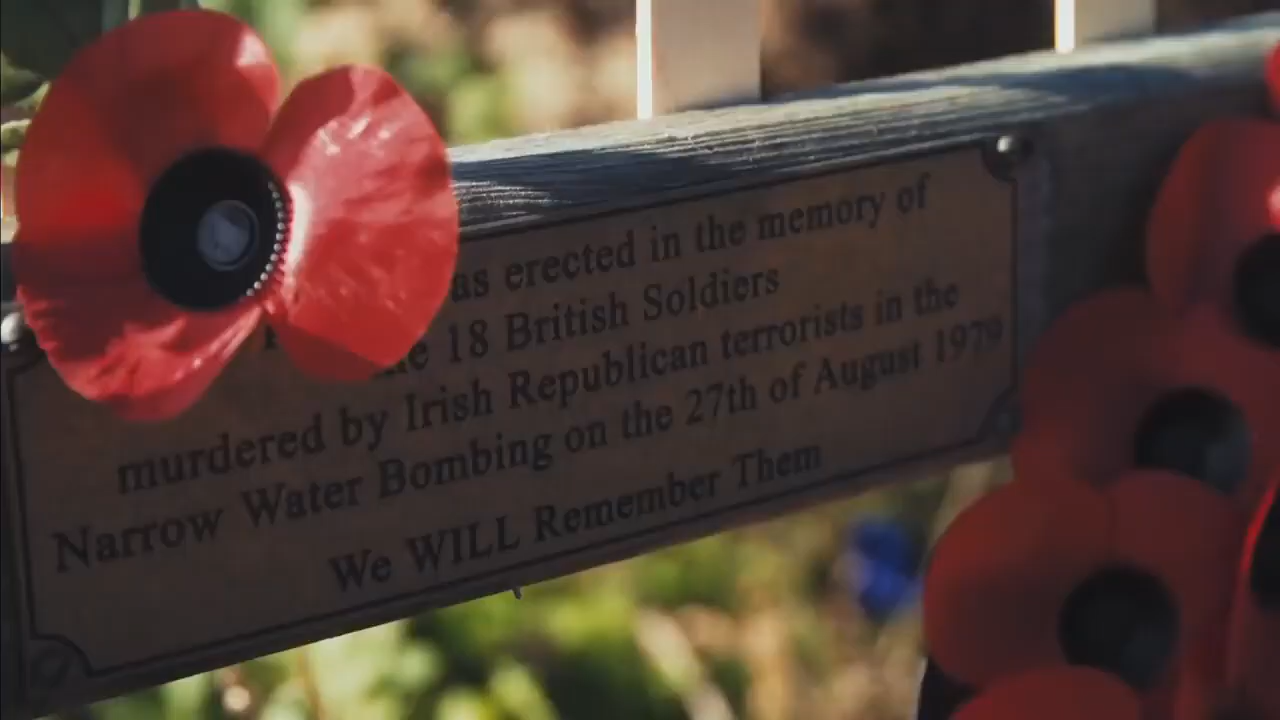 as erected in the memory of
18 British Soldiers
murdered by Irish Republican terrorists in the
Narrow Water Bombing on the 27th of August 1979
We WILL Remember Them